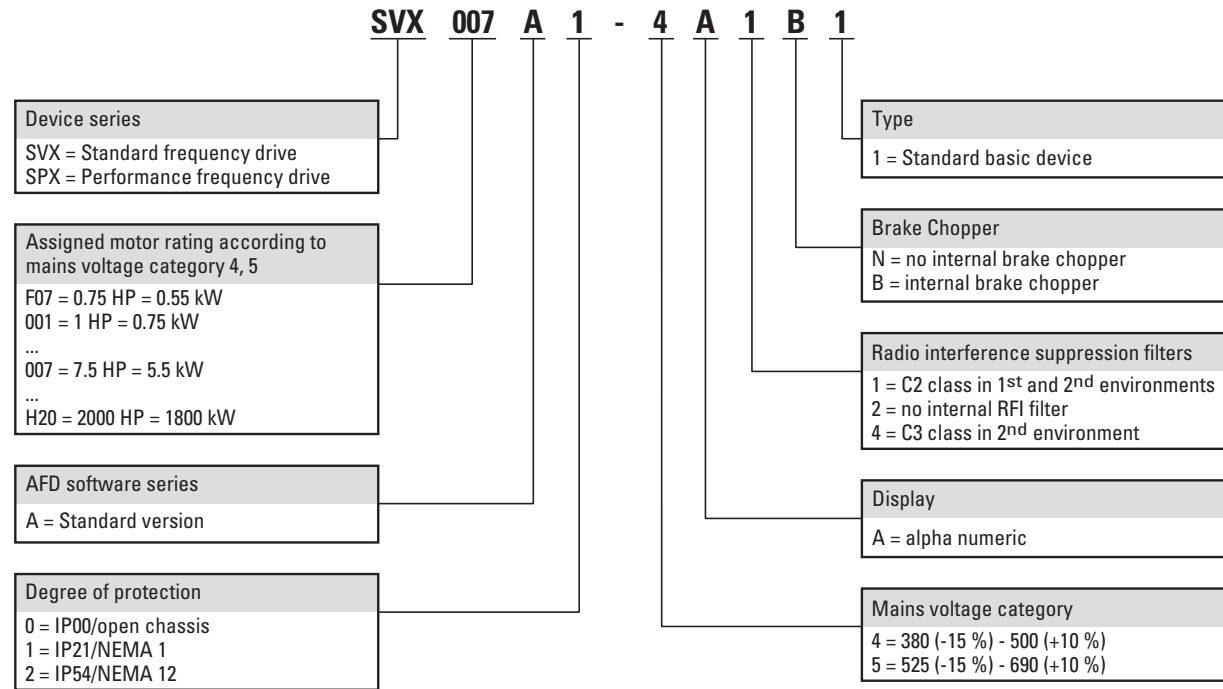 SVX 007 A 1 - 4 A 1 B 1
Device series
SVX = Standard frequency drive
SPX = Performance frequency drive
Assigned motor rating according to
mains voltage category 4, 5
F07 = 0.75 HP = 0.55 kW
001 = 1 HP = 0.75 kW
...
007 = 7.5 HP = 5.5 kW
...
H20 = 2000 HP = 1800 kW
AFD software series
A = Standard version
Degree of protection
0 = IP00/open chassis
1 = IP21/NEMA 1
2 = IP54/NEMA 12
Type
1 = Standard basic device
Brake Chopper
N = no internal brake chopper
B = internal brake chopper
Radio interference suppression filters
1 = C2 class in 1st and 2nd environments
2 = no internal RFI filter
4 = C3 class in 2nd environment
Display
A = alpha numeric
Mains voltage category
4 = 380 (-15 %) - 500 (+10 %)
5 = 525 (-15 %) - 690 (+10 %)